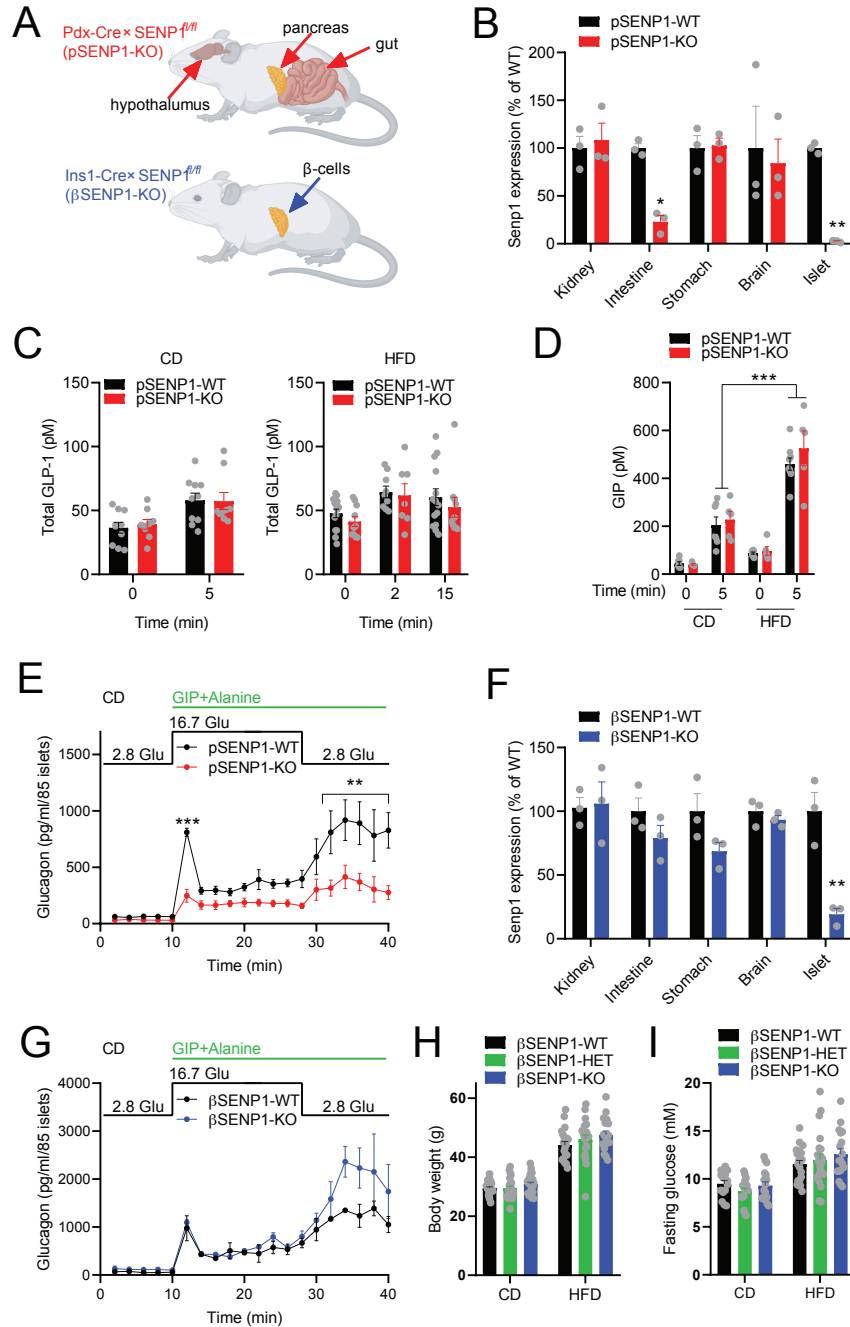 A
Pdx-Cre× SENP1fl/fl
(pSENP1-KO)
pancreas
gut
hypothalumus
Ins1-Cre× SENP1fl/fl
(βSENP1-KO)
β-cells
B
pSENP1-WT
pSENP1-KO
Senp1 expression (% of WT)
200
150
100
50
0
*
**
Kidney
Intestine
Stomach
Brain
Islet
C
CD
pSENP1-WT
pSENP1-KO
Total GLP-1 (pM)
150
100
50
0
0 5
Time (min)
HFD
pSENP1-WT
pSENP1-KO
Total GLP-1 (pM)
150
100
50
0
0 2 15
Time (min)
D
pSENP1-WT
pSENP1-KO
***
GIP (pM)
800
600
400
200
0
Time (min) 0 5 0 5
CD HFD
E
CD
GIP+Alanine
16.7 Glu
2.8 Glu
2.8 Glu
pSENP1-WT
pSENP1-KO
***
**
Glucagon (pg/ml/85 islets)
1500
1000
500
0
0 10 20 30 40
Time (min)
F
βSENP1-WT
βSENP1-KO
Senp1 expression (% of WT)
150
100
50
0
**
Kidney
Intestine
Stomach
Brain
Islet
G
CD
GIP+Alanine
16.7 Glu
2.8 Glu
2.8 Glu
βSENP1-WT
βSENP1-KO
Glucagon (pg/ml/85 islets)
4000
3000
2000
1000
0
0 10 20 30 40
Time (min)
H
βSENP1-WT
βSENP1-HET
βSENP1-KO
Body weight (g)
80
60
40
20
0
CD HFD
I
βSENP1-WT
βSENP1-HET
βSENP1-KO
Fasting glucose (mM)
20
15
10
5
0
CD HFD